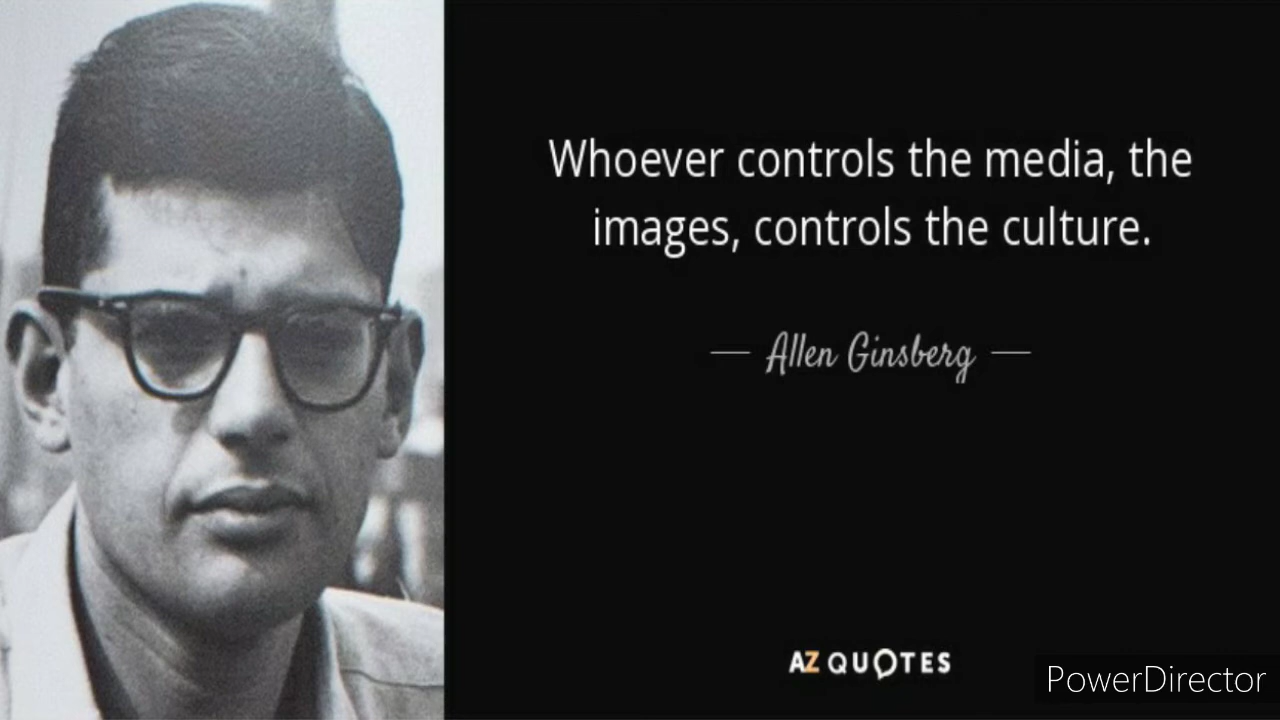 Whoever controls the media, the
images, controls the culture.
— Allen Ginsberg —
AZ QUOTES
PowerDirector